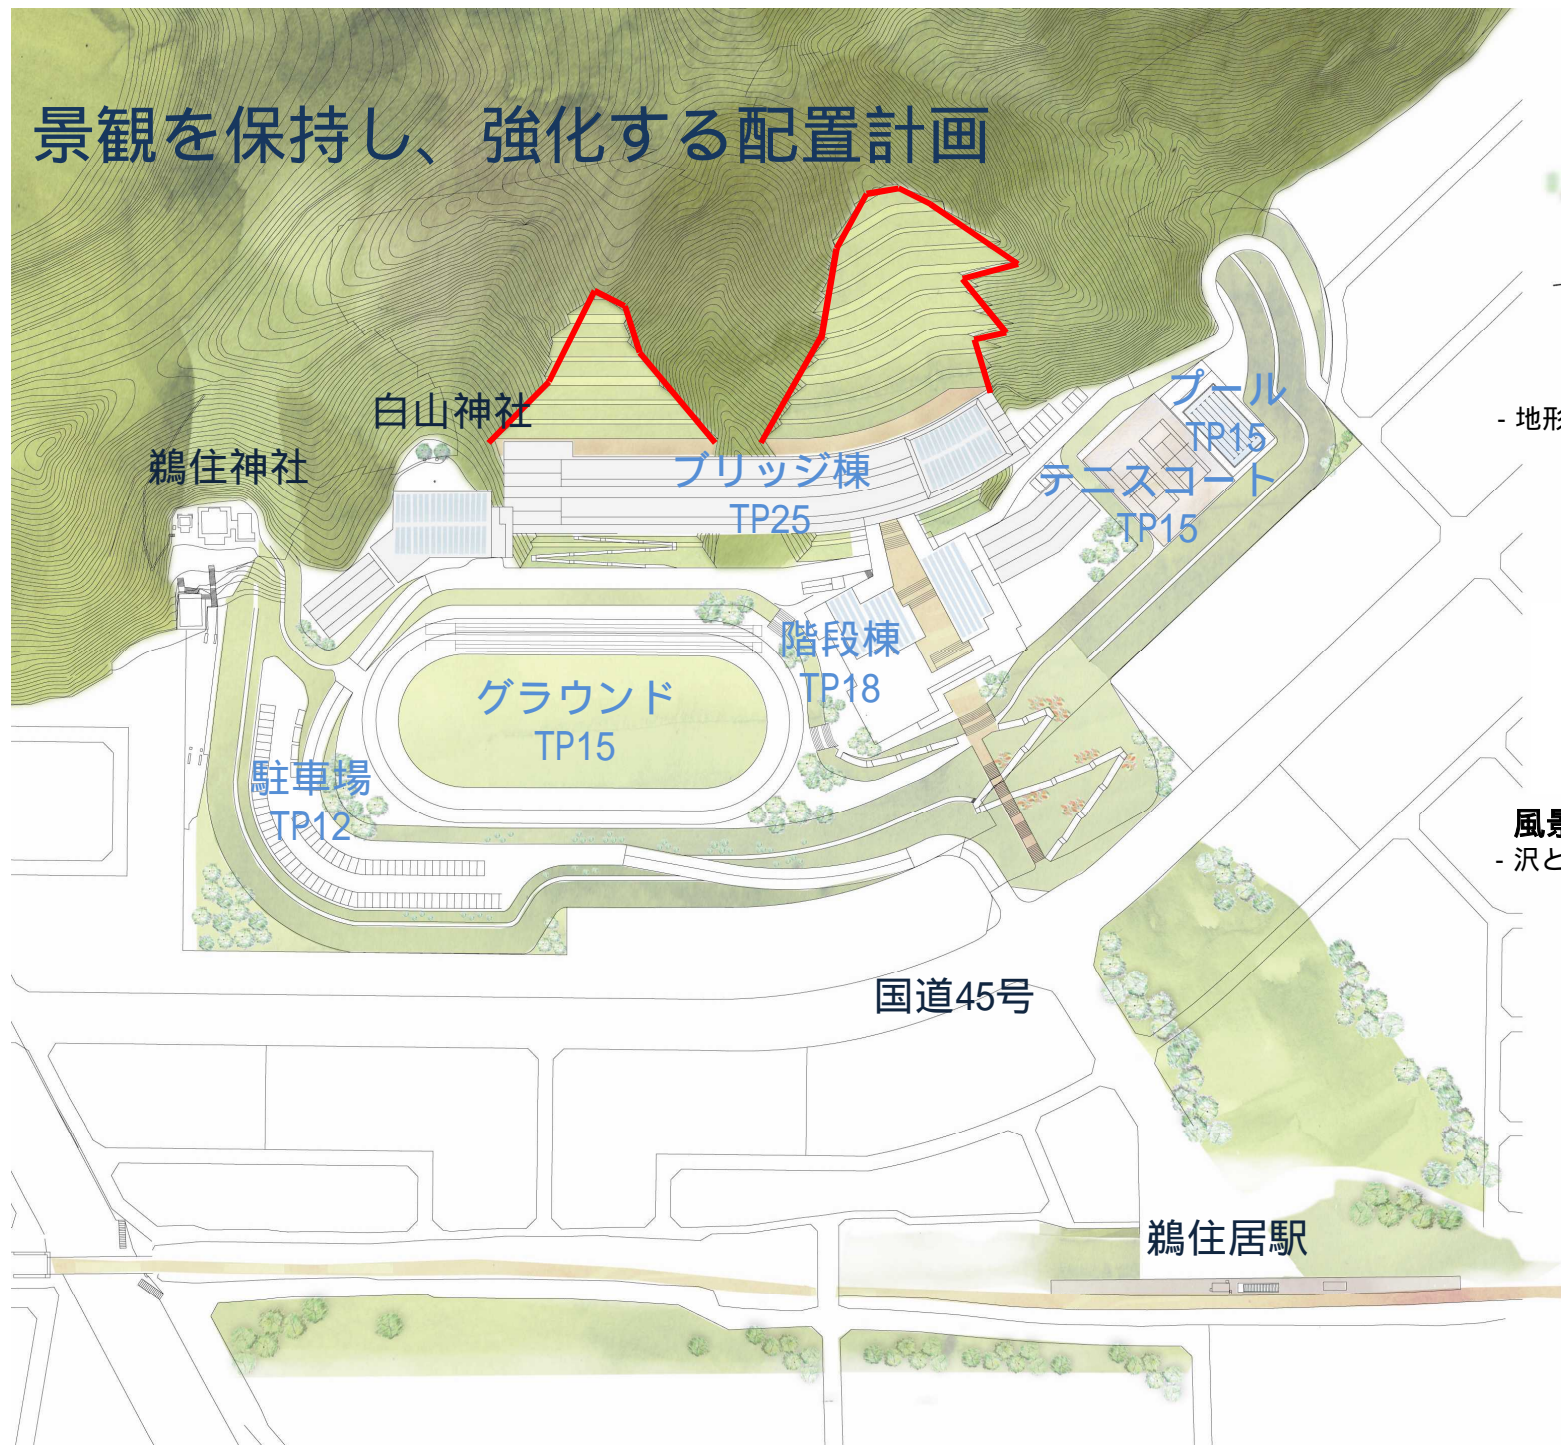 景観を保持し、強化する配置計画
白山神社
鵜住神社
プール
TP15
- 地形
ブリッジ棟
TP25
テニスコート
TP15
階段棟
TP18
グラウンド
TP15
駐車場
TP12
風景
- 沢と
国道45号
鵜住居駅